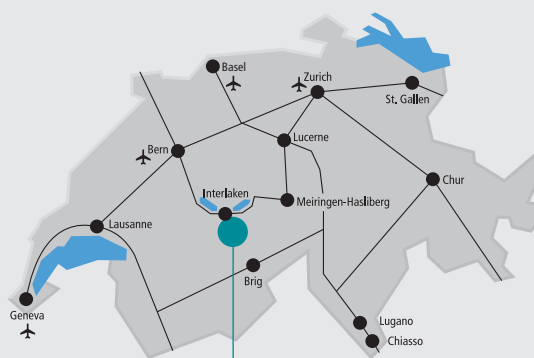 Basel
Zurich
St. Gallen
Lucerne
Bern
Chur
Interlaken
Meiringen-Hasliberg
Lausanne
Brig
Geneva
Lugano
Chiasso